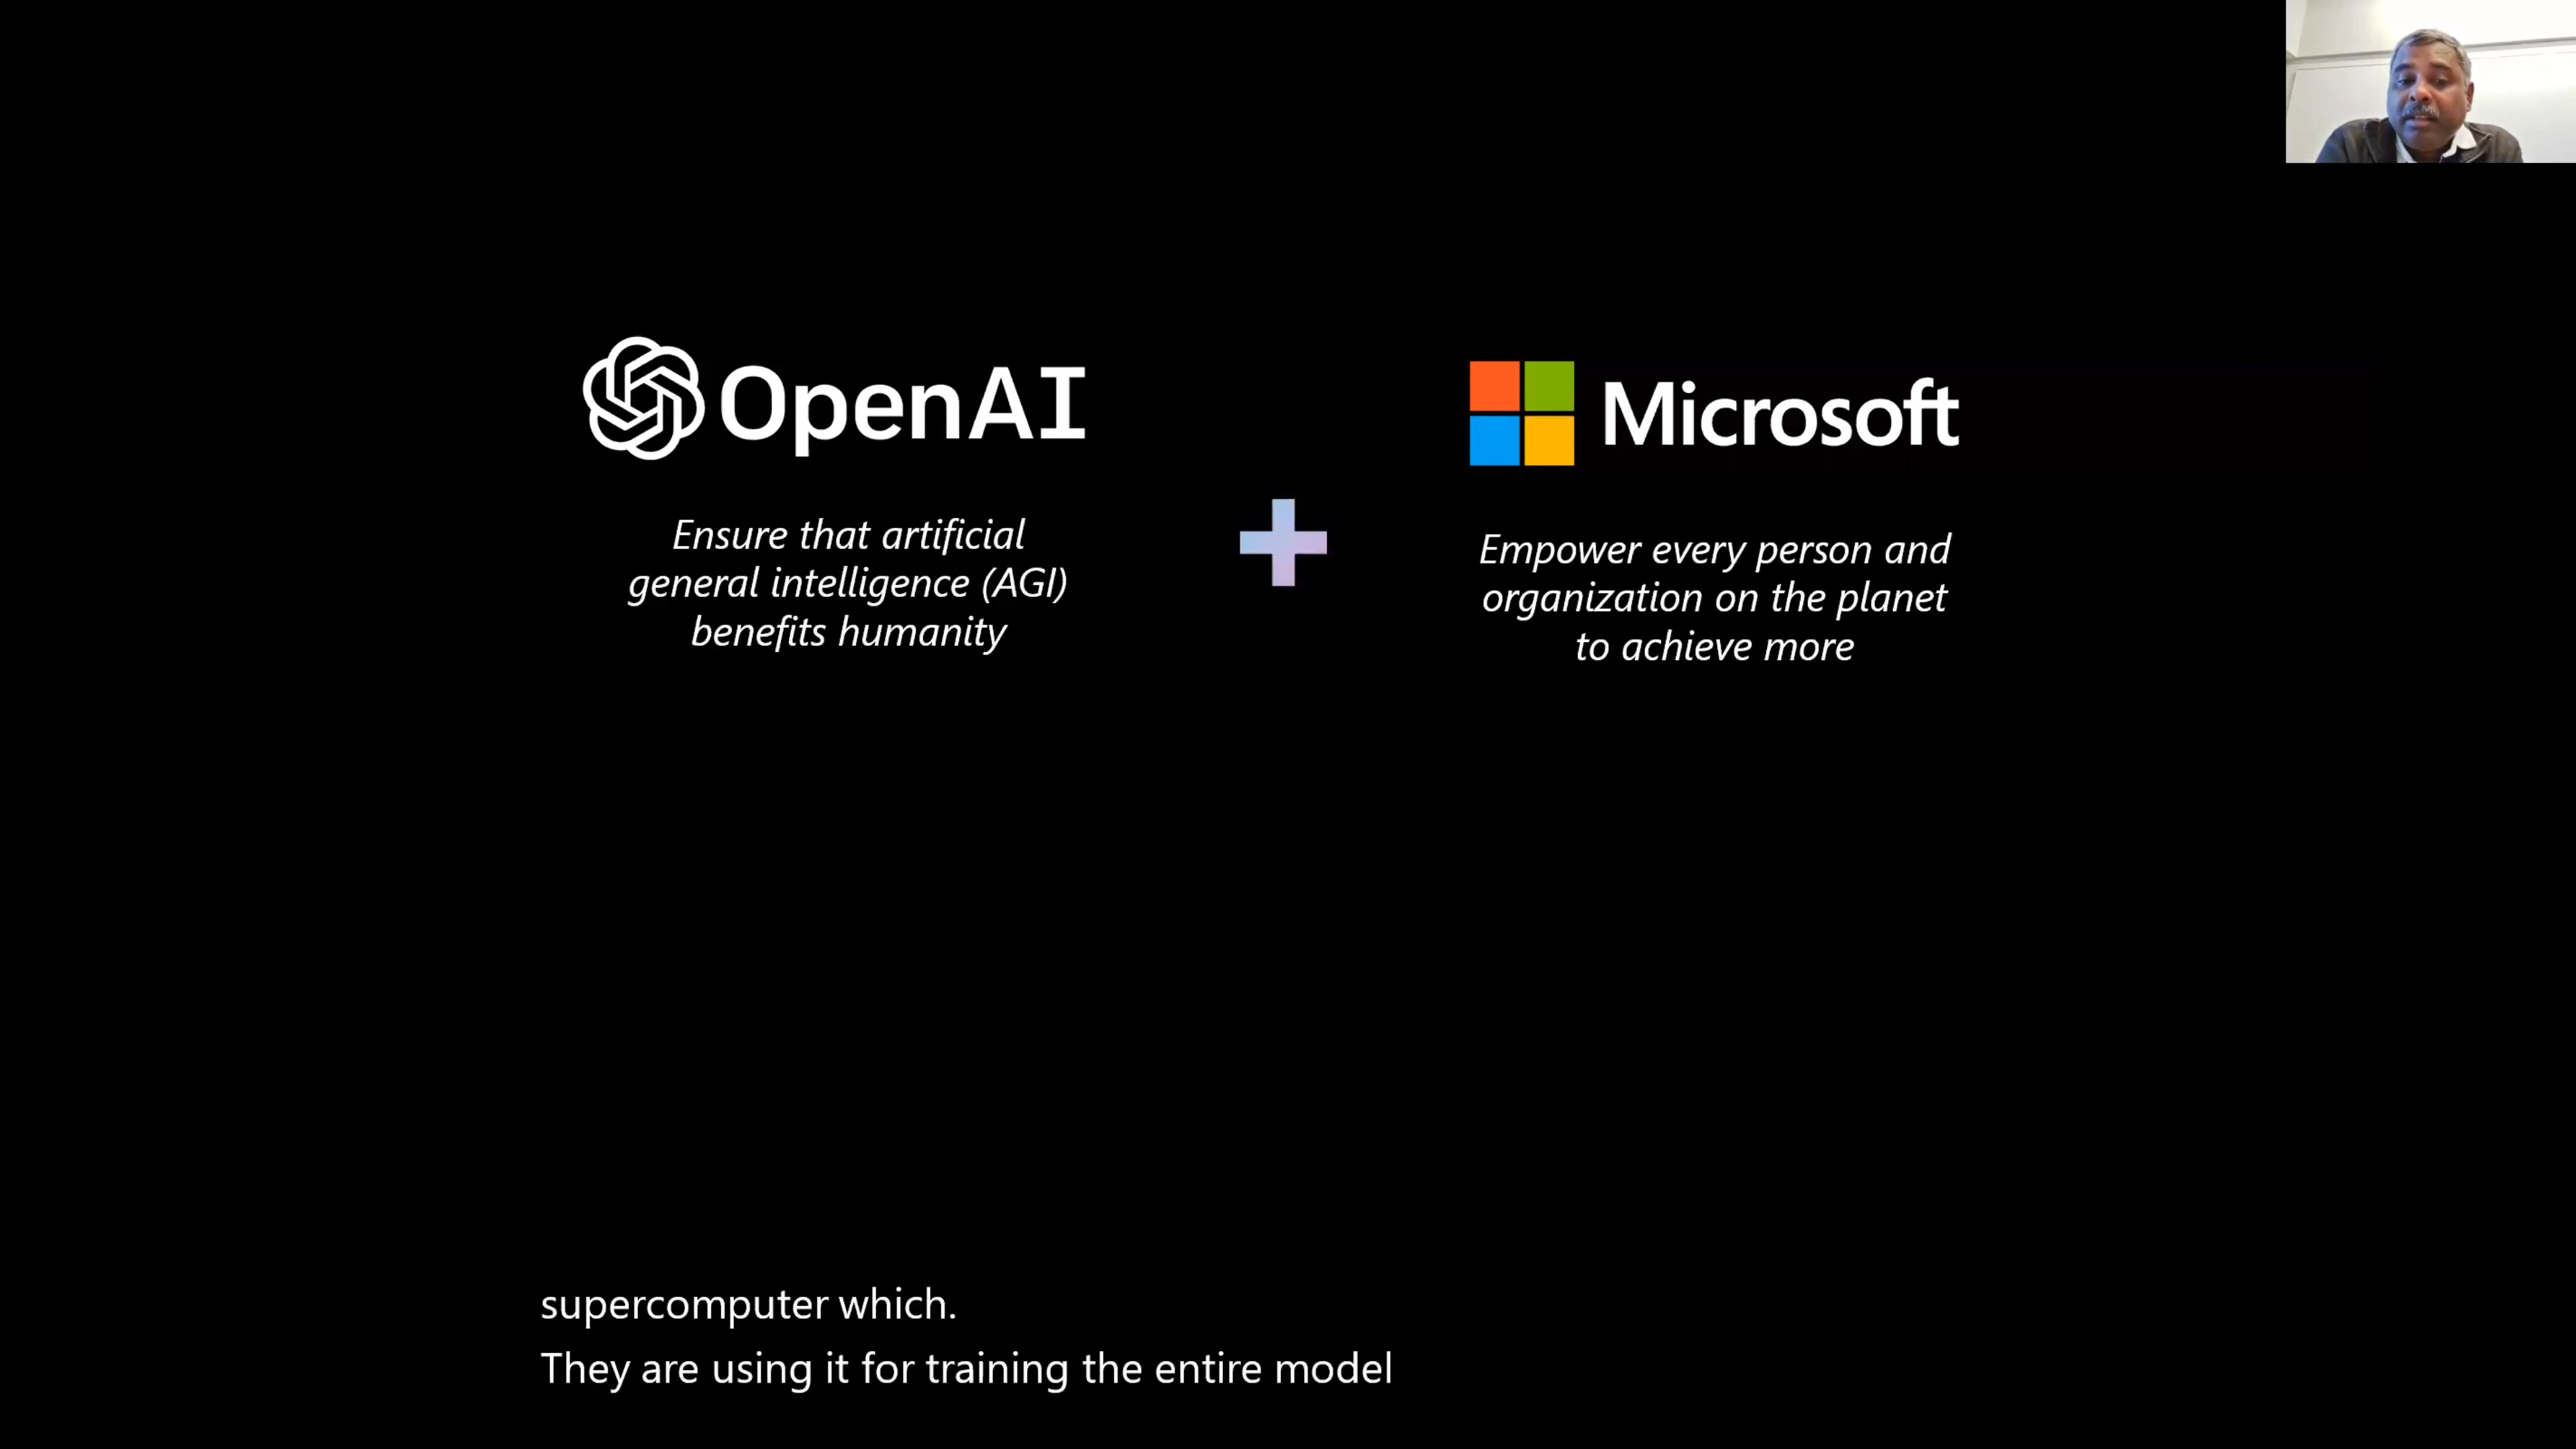 OpenAI
Ensure that artificial
general intelligence (AGI)
benefits humanity
Microsoft
Empower every person and
organization on the planet
to achieve more
supercomputer which.
They are using it for training the entire model